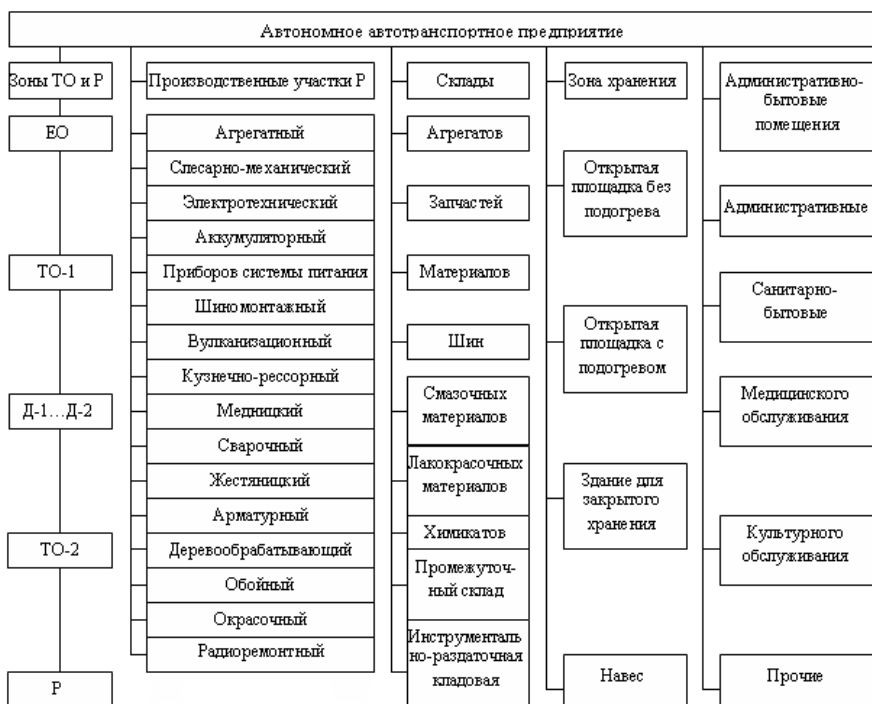 Автономное автотранспортное предприятие
Зоны ТО и Р
ЕО
ТО-1
Д-1…Д-2
ТО-2
Р
Производственные участки Р
Агрегатный
Слесарно-механический
Электротехнический
Аккумуляторный
Приборов системы питания
Шиномонтажный
Вулканизационный
Кузнечно-рессорный
Медницкий
Сварочный
Жестяницкий
Арматурный
Деревообрабатывающий
Обойный
Окрасочный
Радиоремонтный
Склады
Агрегатов
Запчастей
Материалов
Шин
Смазочных
материалов
Лакокрасочных
материалов
Химикатов
Промежуточ-
ный склад
Инструменталь
но-раздаточная
кладовая
Зона хранения
Открытая
площадка без
подогрева
Открытая
площадка с
подогревом
Здание для
закрытого
хранения
Навес
Административно-
бытовые
помещения
Административные
Санитарно-
бытовые
Медицинского
обслуживания
Культурного
обслуживания
Прочие